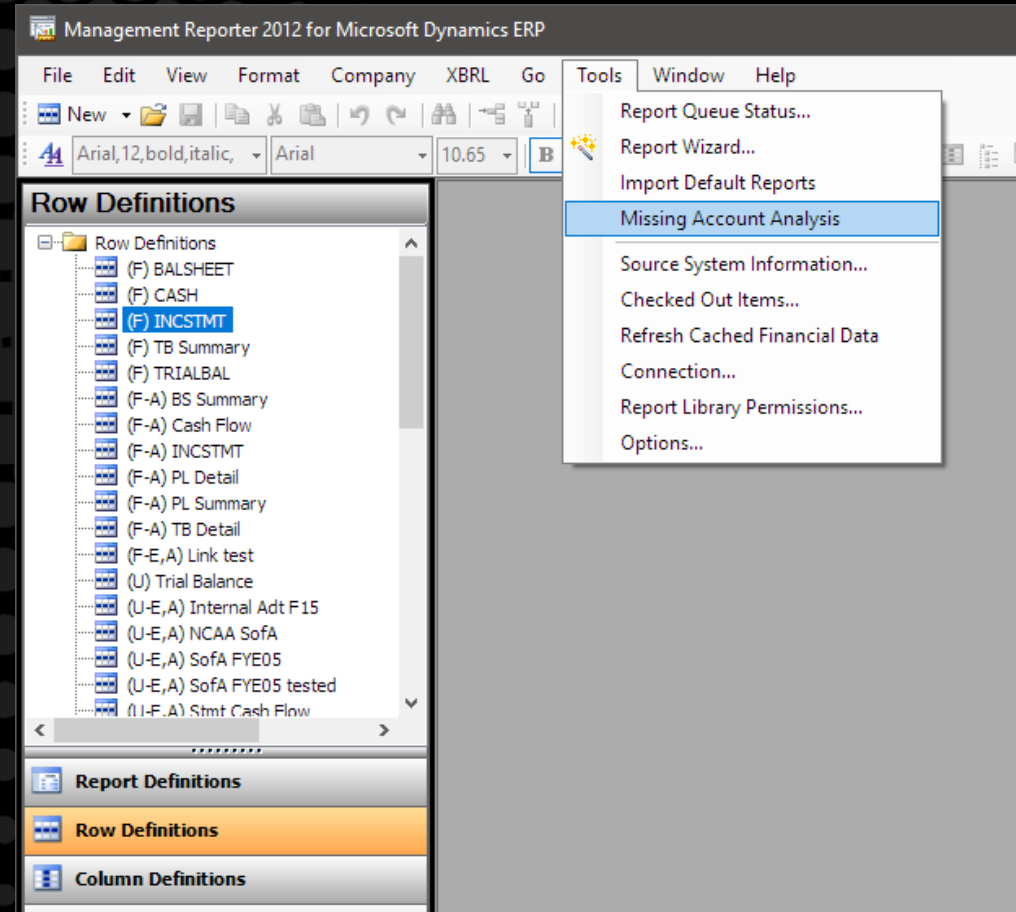 Management Reporter 2012 for Microsoft Dynamics ERP
File Edit View Format Company XBRL Go Tools Window Help
New
Arial,12,bold,italic, Arial 10.65 B
Report Queue Status...
Report Wizard...
Import Default Reports
Missing Account Analysis
Source System Information...
Checked Out Items...
Refresh Cached Financial Data
Connection...
Report Library Permissions...
Options...
Row Definitions
Row Definitions
(F) BALSHEET
(F) CASH
(F) INCSTMT
(F) TB Summary
(F) TRIALBAL
(F-A) BS Summary
(F-A) Cash Flow
(F-A) INCSTMT
(F-A) PL Detail
(F-A) PL Summary
(F-A) TB Detail
(F-E,A) Link test
(U) Trial Balance
(U-E,A) Internal Adt F15
(U-E,A) NCAA SofA
(U-E,A) SofA FYE05
(U-E,A) SofA FYE05 tested
(U-E,A) Stmt Cash Flow
Report Definitions
Row Definitions
Column Definitions